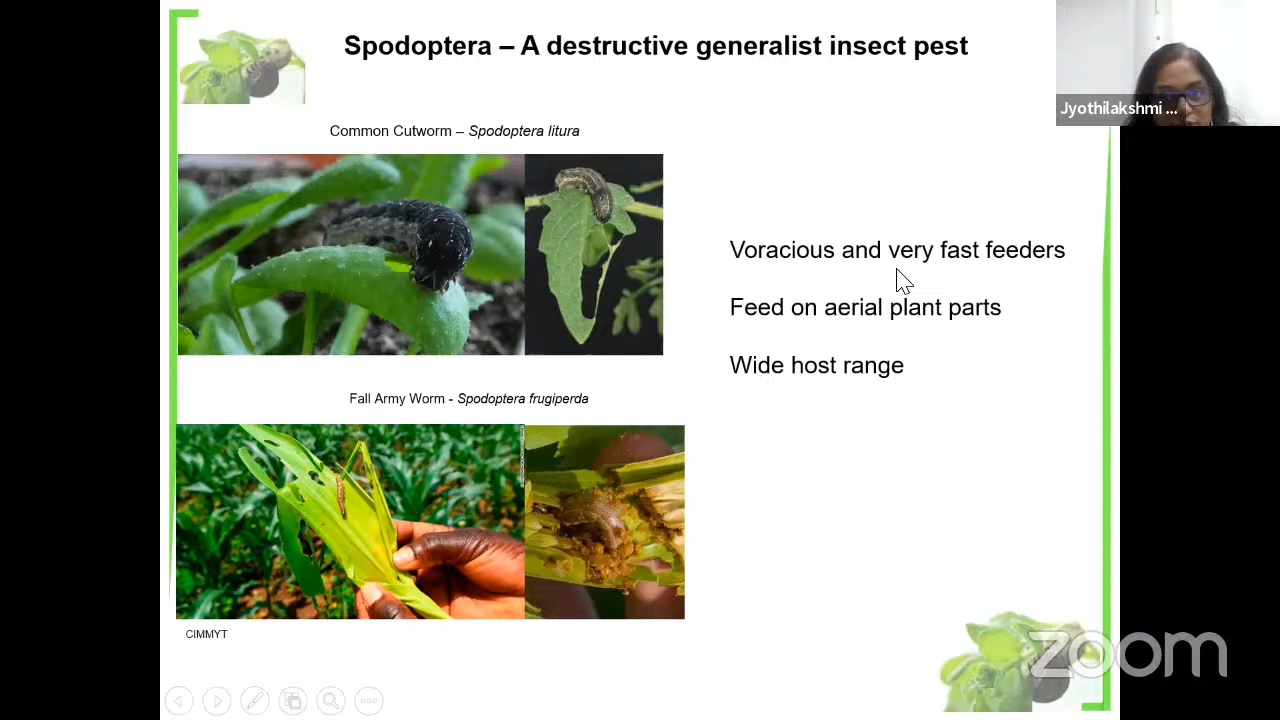 Spodoptera – A destructive generalist insect pest
Jyothilakshmi ...
Common Cutworm – Spodoptera litura
Voracious and very fast feeders
Feed on aerial plant parts
Wide host range
Fall Army Worm - Spodoptera frugiperda
CIMMYT
zoom